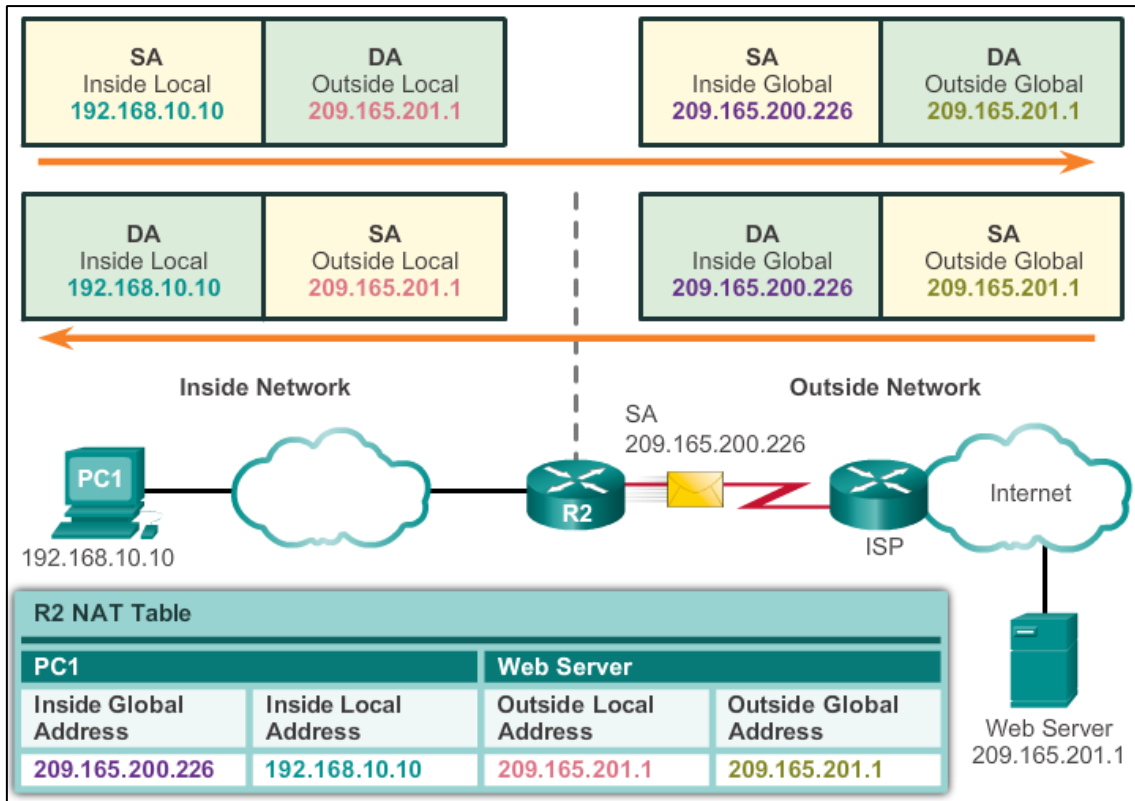 SA
Inside Local
192.168.10.10
DA
Outside Local
209.165.201.1
SA
Inside Global
209.165.200.226
DA
Outside Global
209.165.201.1
DA
Inside Local
192.168.10.10
SA
Outside Local
209.165.201.1
DA
Inside Global
209.165.200.226
SA
Outside Global
209.165.201.1
Inside Network
Outside Network
SA
209.165.200.226
PC1
192.168.10.10
R2
ISP
Internet
Web Server
209.165.201.1
R2 NAT Table
PC1
Web Server
Inside Global
Address
Inside Local
Address
Outside Local
Address
Outside Global
Address
209.165.200.226
192.168.10.10
209.165.201.1
209.165.201.1